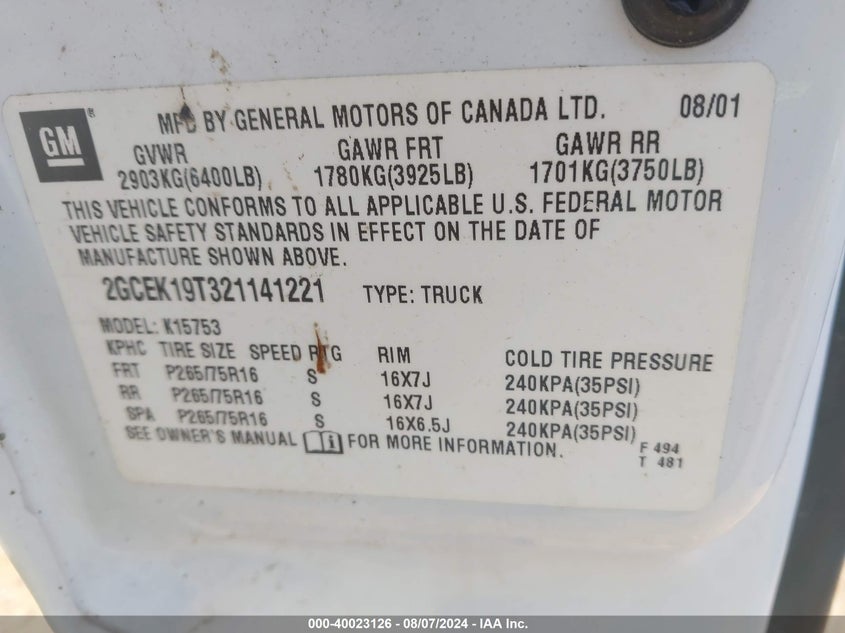 GM ®
MFD BY GENERAL MOTORS OF CANADA LTD. 08/01
GVWR GAWR FRT GAWR RR
2903KG(6400LB) 1780KG(3925LB) 1701KG(3750LB)
THIS VEHICLE CONFORMS TO ALL APPLICABLE U.S. FEDERAL MOTOR
VEHICLE SAFETY STANDARDS IN EFFECT ON THE DATE OF
MANUFACTURE SHOWN ABOVE.
2GCEK19T321141221 TYPE: TRUCK
MODEL: K15753
KPHC TIRE SIZE SPEED RTG RIM COLD TIRE PRESSURE
FRT P265/75R16 S 16X7J 240KPA(35PSI)
RR P265/75R16 S 16X7J 240KPA(35PSI)
SPA P265/75R16 S 16X6.5J 240KPA(35PSI)
SEE OWNER'S MANUAL i FOR MORE INFORMATION.
F 494
T 481
000-40023126 - 08/07/2024 - IAA Inc.